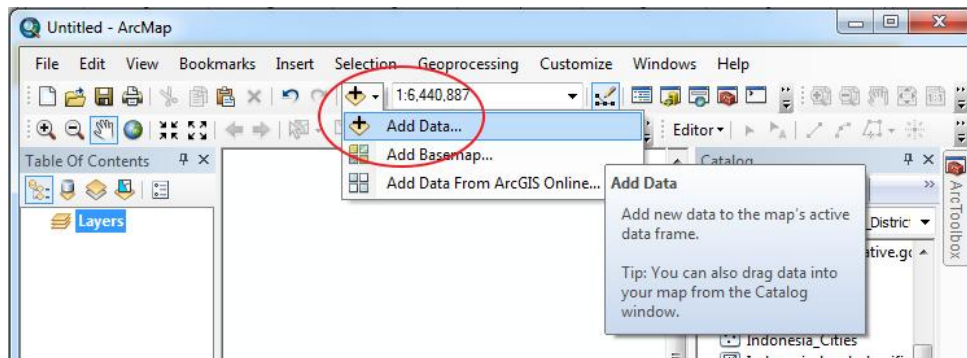 Untitled - ArcMap
File Edit View Bookmarks Insert Selection Geoprocessing Customize Windows Help
1:6,440,887
Add Data...
Editor
Table Of Contents
Add Basemap...
Catalog
Add Data From ArcGIS Online...
Add Data
ArcToolbox
Layers
Add new data to the map's active
data frame.
_Distric
Tip: You can also drag data into
your map from the Catalog
window.
Indonesia_Cities